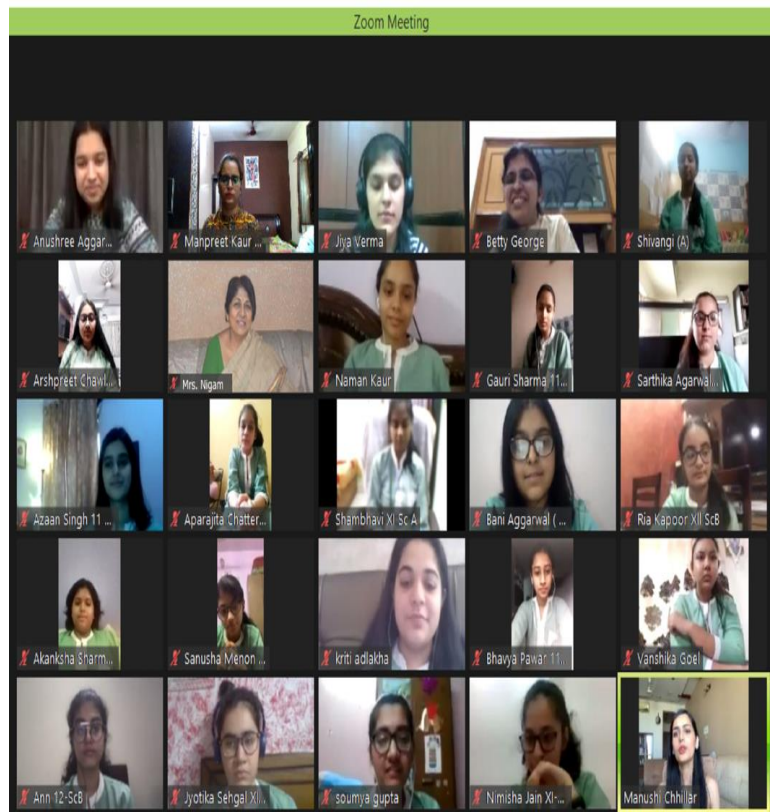 Zoom Meeting
Anushree Aggar...
Manpreet Kaur ...
Jiya Verma
Betty George
Shivangi (A)
Arshpreet Chawl...
Mrs. Nigam
Naman Kaur
Gauri Sharma 11...
Sarthika Agarwal...
Azaan Singh 11 ...
Aparajita Chatter...
Shambhavi XI Sc A
Bani Aggarwal ( ...
Ria Kapoor XII ScB
Akanksha Sharm...
Sanusha Menon ...
kriti adlakha
Bhavya Pawar 11...
Vanshika Goel
Ann 12-ScB
Jyotika Sehgal XI...
soumya gupta
Nimisha Jain XI-...
Manushi Chhillar